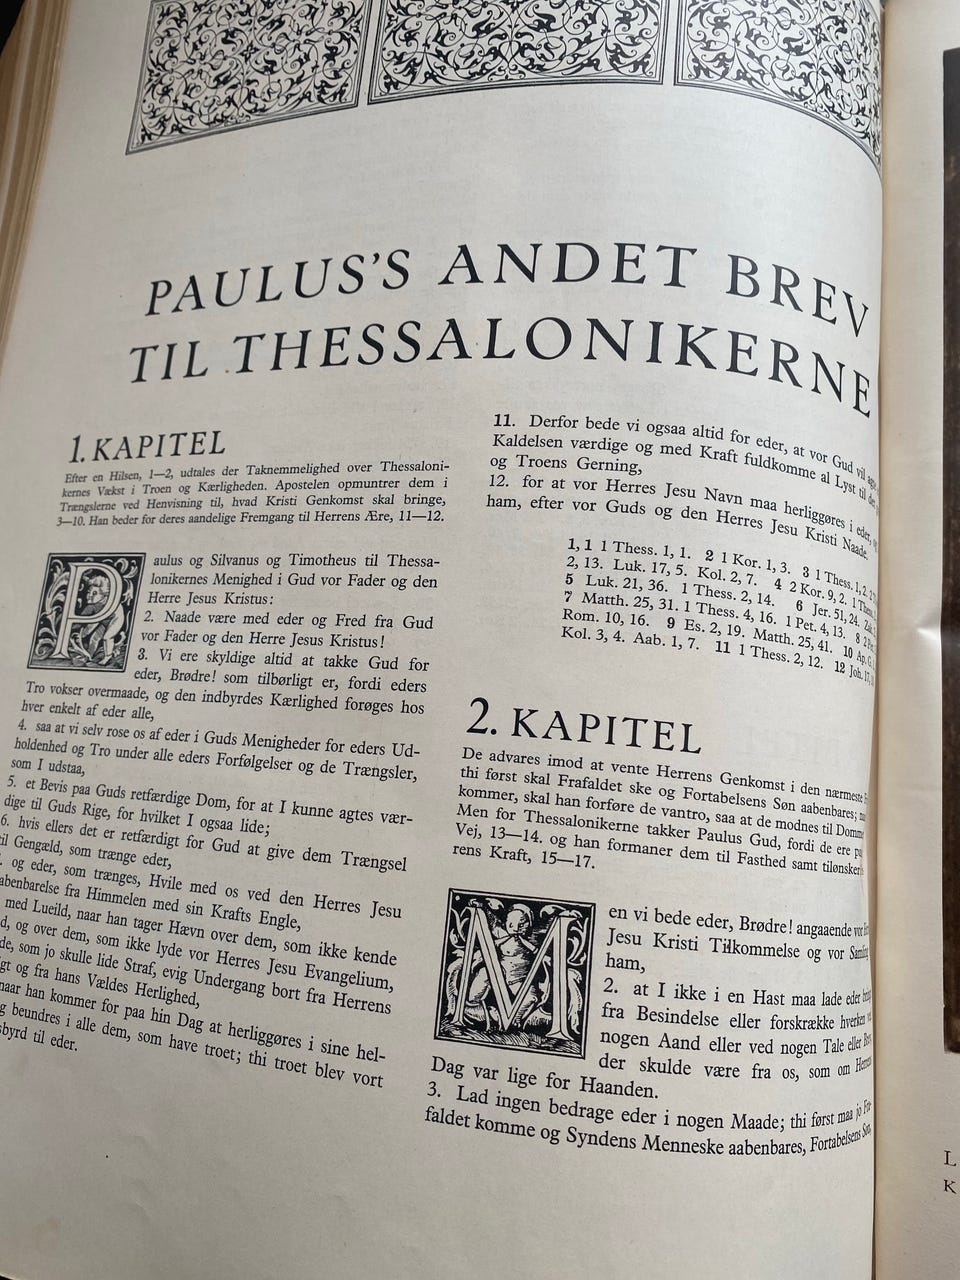 PAULUS'S ANDET BREV
TIL THESSALONIKERNE
1. KAPITEL
Efter en Hilsen, 1—2, udtales der Taknemmelighed over Thessaloni-
kernes Vækst i Troen og Kærligheden. Apostelen opmuntrer dem i
Trængslerne ved Henvisning til, hvad Kristi Genkomst skal bringe,
3—10. Han beder for deres aandelige Fremgang til Herrens Ære, 11—12.
Paulus og Silvanus og Timotheus til Thessa-
lonikernes Menighed i Gud vor Fader og den
Herre Jesus Kristus:
2. Naade være med eder og Fred fra Gud
vor Fader og den Herre Jesus Kristus!
3. Vi ere skyldige altid at takke Gud for
eder, Brødre! som tilbørligt er, fordi eders
Tro vokser overmaade, og den indbyrdes Kærlighed forøges hos
hver enkelt af eder alle,
4. saa at vi selv rose os af eder i Guds Menigheder for eders Ud-
holdenhed og Tro under alle eders Forfølgelser og de Trængsler,
som I udstaa,
5. et Bevis paa Guds retfærdige Dom, for at I kunne agtes vær-
dige til Guds Rige, for hvilket I ogsaa lide;
6. hvis ellers det er retfærdigt for Gud at give dem Trængsel
til Gengæld, som trænge eder,
og eder, som trænges, Hvile med os ved den Herres Jesu
Aabenbarelse fra Himmelen med sin Krafts Engle,
med Lueild, naar han tager Hævn over dem, som ikke kende
og over dem, som ikke lyde vor Herres Jesu Evangelium,
som jo skulle lide Straf, evig Undergang bort fra Herrens
og fra hans Vældes Herlighed,
naar han kommer for paa hin Dag at herliggøres i sine hel-
beundres i alle dem, som have troet; thi troet blev vort
til eder.
11. Derfor bede vi ogsaa altid for eder, at vor Gud vil
Kaldelsen værdige og med Kraft fuldkomme al Lyst til
og Troens Gerning,
12. for at vor Herres Jesu Navn maa herliggøres i eder,
ham, efter vor Guds og den Herres Jesu Kristi Naade.
1, 1 1 Thess. 1, 1. 2 1 Kor. 1, 3. 3 1 Thess. 1, 2.
2, 13. Luk. 17, 5. Kol. 2, 7. 4 2 Kor. 9, 2. 1
5 Luk. 21, 36. 1 Thess. 2, 14. 6 Jer. 51, 24.
7 Matth. 25, 31. 1 Thess. 4, 16. 1 Pet. 4, 13. 8
Rom. 10, 16. 9 Es. 2, 19. Matth. 25, 41. 10
Kol. 3, 4. Aab. 1, 7. 11 1 Thess. 2, 12. 12 Joh.
2. KAPITEL
De advares imod at vente Herrens Genkomst i den nærmeste
thi først skal Frafaldet ske og Fortabelsens Søn aabenbares;
kommer, skal han forføre de vantro, saa at de modnes til
Men for Thessalonikerne takker Paulus Gud, fordi de ere
Vej, 13—14. og han formaner dem til Fasthed samt
rens Kraft, 15—17.
Men vi bede eder, Brødre! angaaende vor
Jesu Kristi Tilkommelse og vor
ham,
2. at I ikke i en Hast maa lade eder
fra Besindelse eller forskrække hverken
nogen Aand eller ved nogen Tale eller
der skulde være fra os, som om
Dag var lige for Haanden.
3. Lad ingen bedrage eder i nogen Maade; thi først maa jo
faldet komme og Syndens Menneske aabenbares, Fortabelsens
L
K